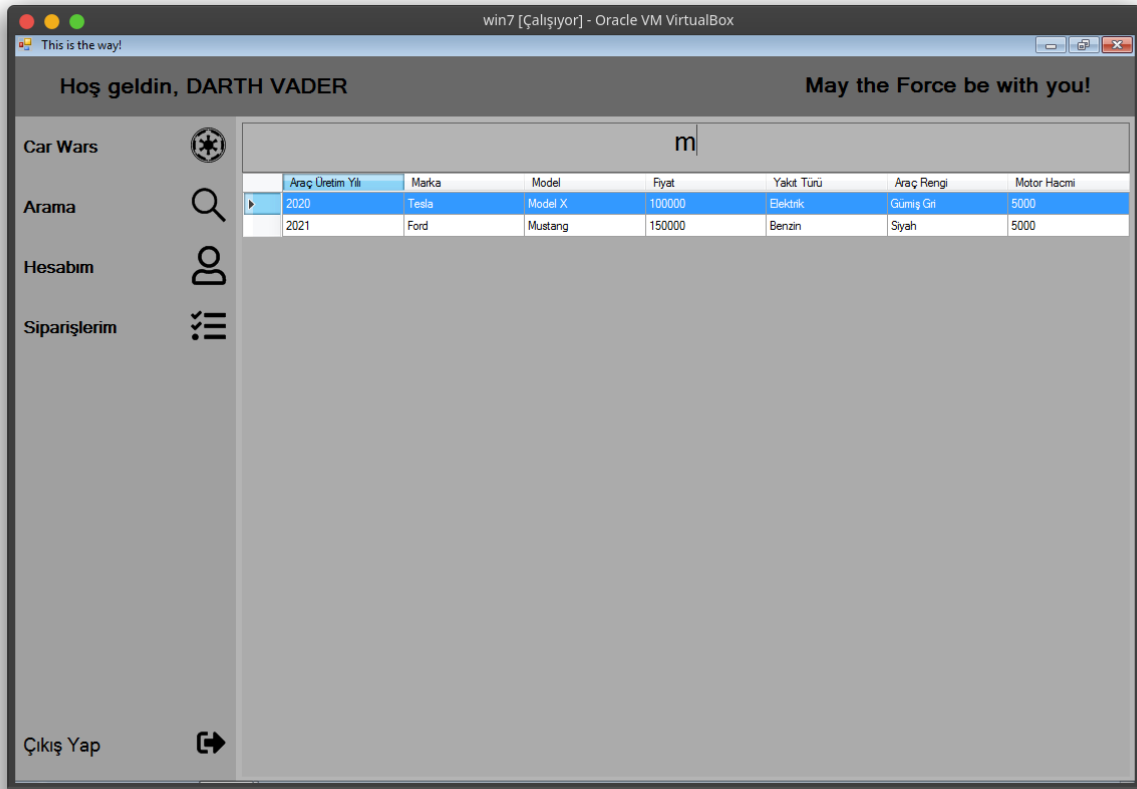 win7 [Çalışıyor] - Oracle VM VirtualBox
This is the way!
Hoş geldin, DARTH VADER
May the Force be with you!
Car Wars
Arama
Hesabım
Siparişlerim
m
Araç Üretim Yılı Marka Model Fiyat Yakıt Türü Araç Rengi Motor Hacmi
2020 Tesla Model X 100000 Elektrik Gümiş Gri 5000
2021 Ford Mustang 150000 Benzin Siyah 5000
Çıkış Yap